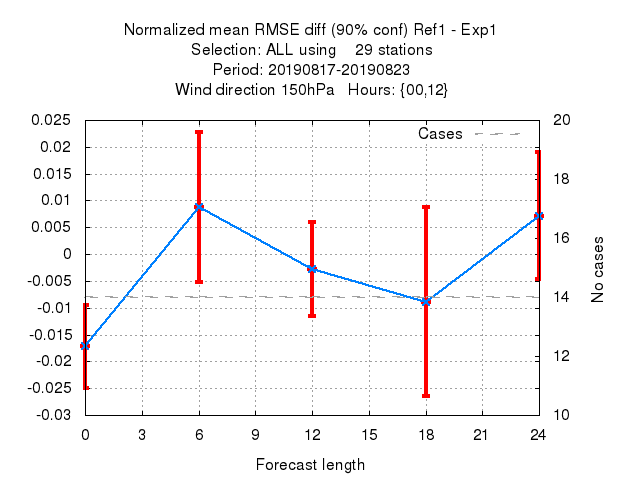 Normalized mean RMSE diff (90% conf) Ref1 - Exp1
Selection: ALL using    29 stations
Period: 20190817-20190823
Wind direction 150hPa   Hours: {00,12}
Cases
0.025
0.02
0.015
0.01
0.005
0
-0.005
-0.01
-0.015
-0.02
-0.025
-0.03
20
18
16
14
12
10
No cases
0 3 6 9 12 15 18 21 24
Forecast length